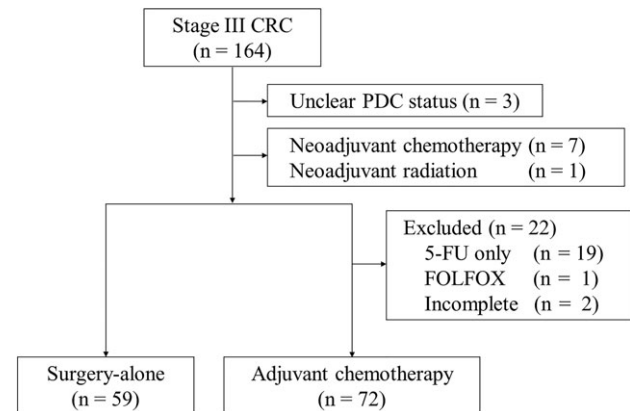 Stage III CRC
(n = 164)
Unclear PDC status (n = 3)
Neoadjuvant chemotherapy (n = 7)
Neoadjuvant radiation (n = 1)
Excluded (n = 22)
5-FU only (n = 19)
FOLFOX (n = 1)
Incomplete (n = 2)
Surgery-alone
(n = 59)
Adjuvant chemotherapy
(n = 72)